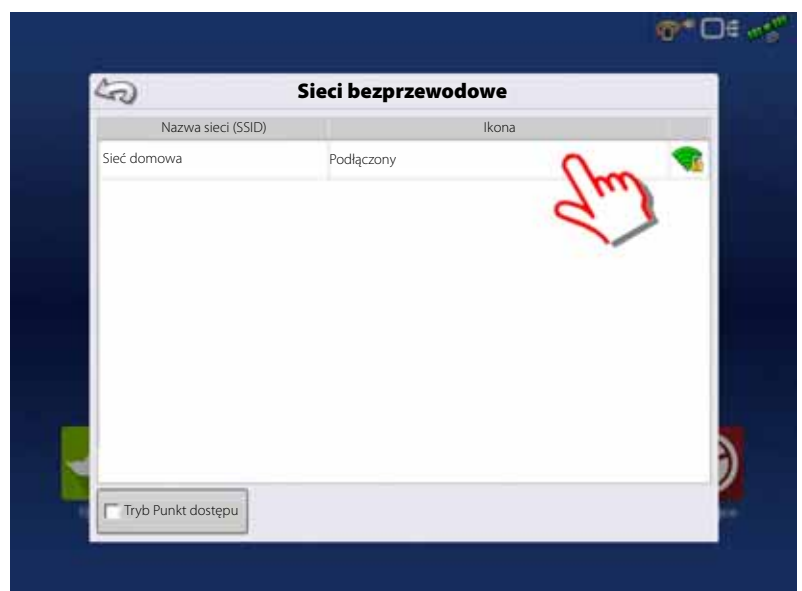 Sieci bezprzewodowe
Nazwa sieci (SSID) Ikona
Sieć domowa Podłączony
Tryb Punkt dostępu